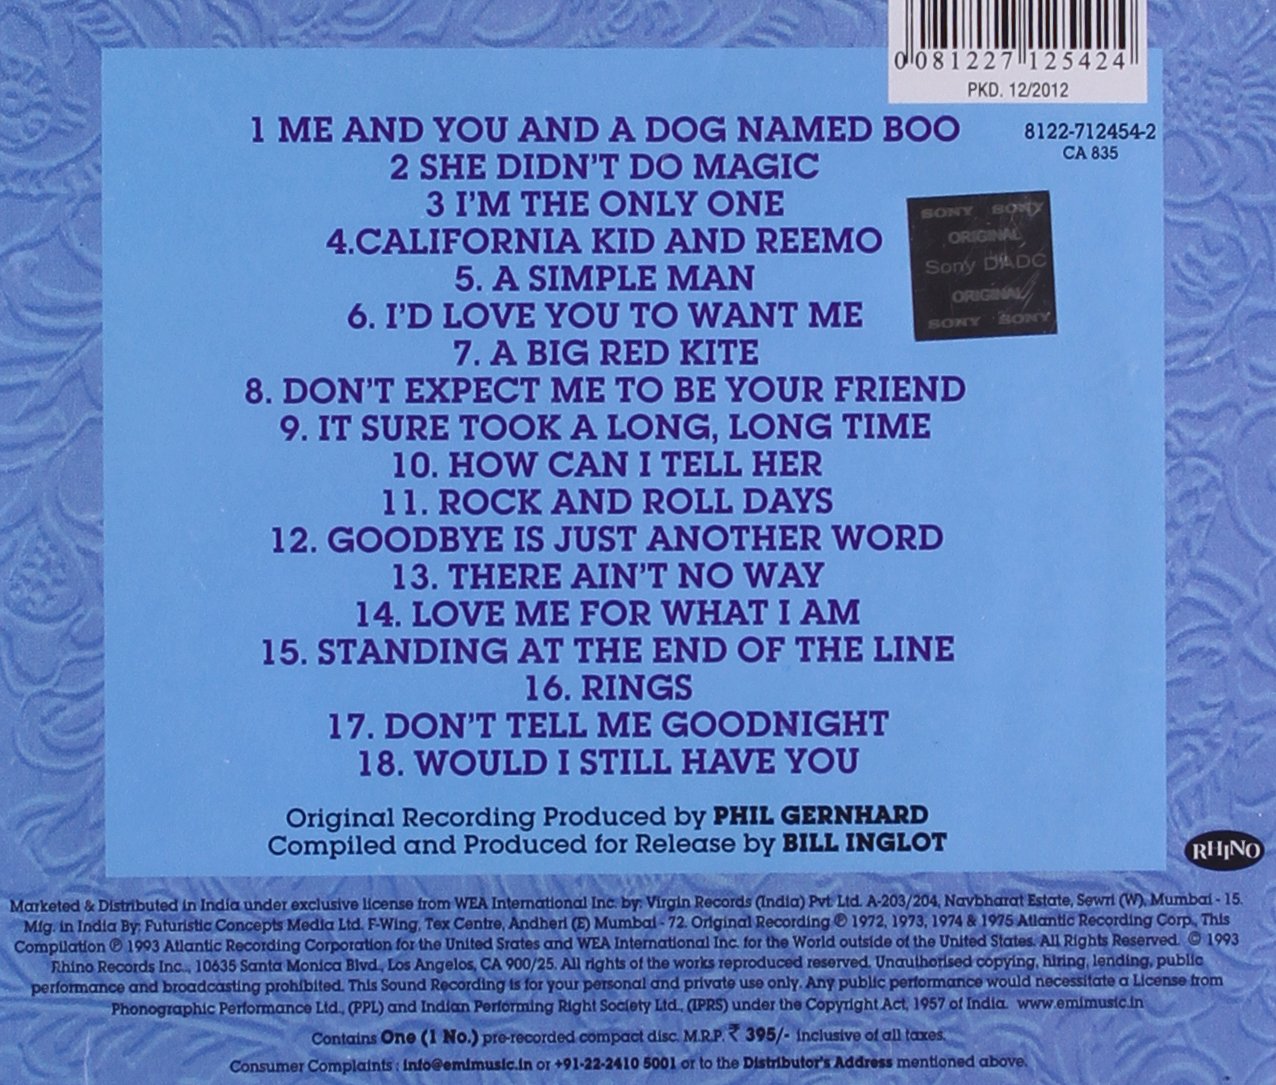 0 081227 125424
PKD. 12/2012
8122-712454-2
CA 835
1 ME AND YOU AND A DOG NAMED BOO
2 SHE DIDN'T DO MAGIC
3 I'M THE ONLY ONE
4.CALIFORNIA KID AND REEMO
5. A SIMPLE MAN
6. I'D LOVE YOU TO WANT ME
7. A BIG RED KITE
8. DON'T EXPECT ME TO BE YOUR FRIEND
9. IT SURE TOOK A LONG, LONG TIME
10. HOW CAN I TELL HER
11. ROCK AND ROLL DAYS
12. GOODBYE IS JUST ANOTHER WORD
13. THERE AIN'T NO WAY
14. LOVE ME FOR WHAT I AM
15. STANDING AT THE END OF THE LINE
16. RINGS
17. DON'T TELL ME GOODNIGHT
18. WOULD I STILL HAVE YOU
SONY SONY
ORIGINAL
Sony DADC
ORIGINAL
SONY SONY
Original Recording Produced by PHIL GERNHARD
Compiled and Produced for Release by BILL INGLOT
RHINO
Marketed & Distributed in India under exclusive license from WEA International Inc. by: Virgin Records (India) Pvt. Ltd. A-203/204, Navbharat Estate, Sewri (W), Mumbai - 15.
Mfg. in India By: Futuristic Concepts Media Ltd. F-Wing, Tex Centre, Andheri (E) Mumbai - 72. Original Recording ℗ 1972, 1973, 1974 & 1975 Atlantic Recording Corp., This
Compilation ℗ 1993 Atlantic Recording Corporation for the United Srates and WEA International Inc. for the World outside of the United States. All Rights Reserved. © 1993
Rhino Records Inc., 10635 Santa Monica Blvd., Los Angelos, CA 900/25. All rights of the works reproduced reserved. Unauthorised copying, hiring, lending, public
performance and broadcasting prohibited. This Sound Recording is for your personal and private use only. Any public performance would necessitate a License from
Phonographic Performance Ltd., (PPL) and Indian Performing Right Society Ltd., (IPRS) under the Copyright Act, 1957 of India. www.emimusic.in
Contains One (1 No.) pre-recorded compact disc. M.R.P. ₹ 395/- inclusive of all taxes.
Consumer Complaints : info@emimusic.in or +91-22-2410 5001 or to the Distributor's Address mentioned above.